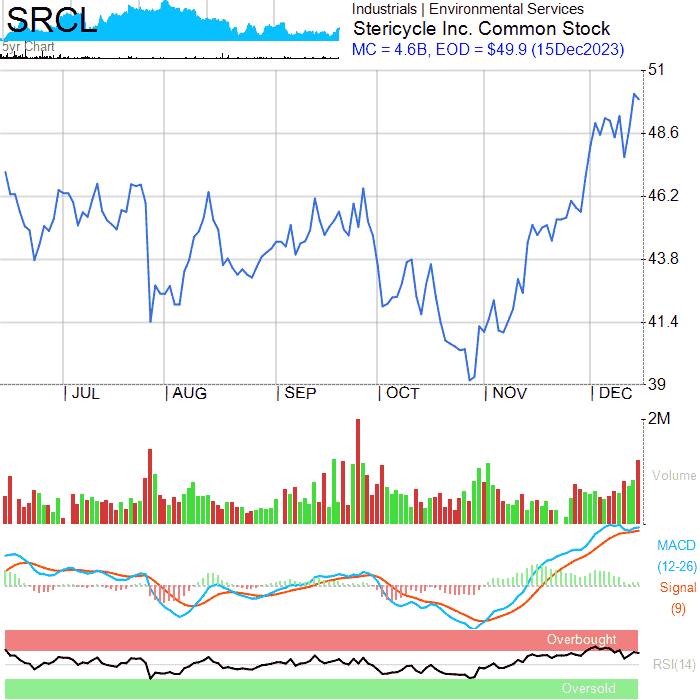 SRCL
5yr Chart
Industrials | Environmental Services
Stericycle Inc. Common Stock
MC = 4.6B, EOD = $49.9 (15Dec2023)
51
48.6
46.2
43.8
41.4
39
JUL
AUG
SEP
OCT
NOV
DEC
2M
Volume
MACD
(12-26)
Signal
(9)
Overbought
RSI(14)
Oversold